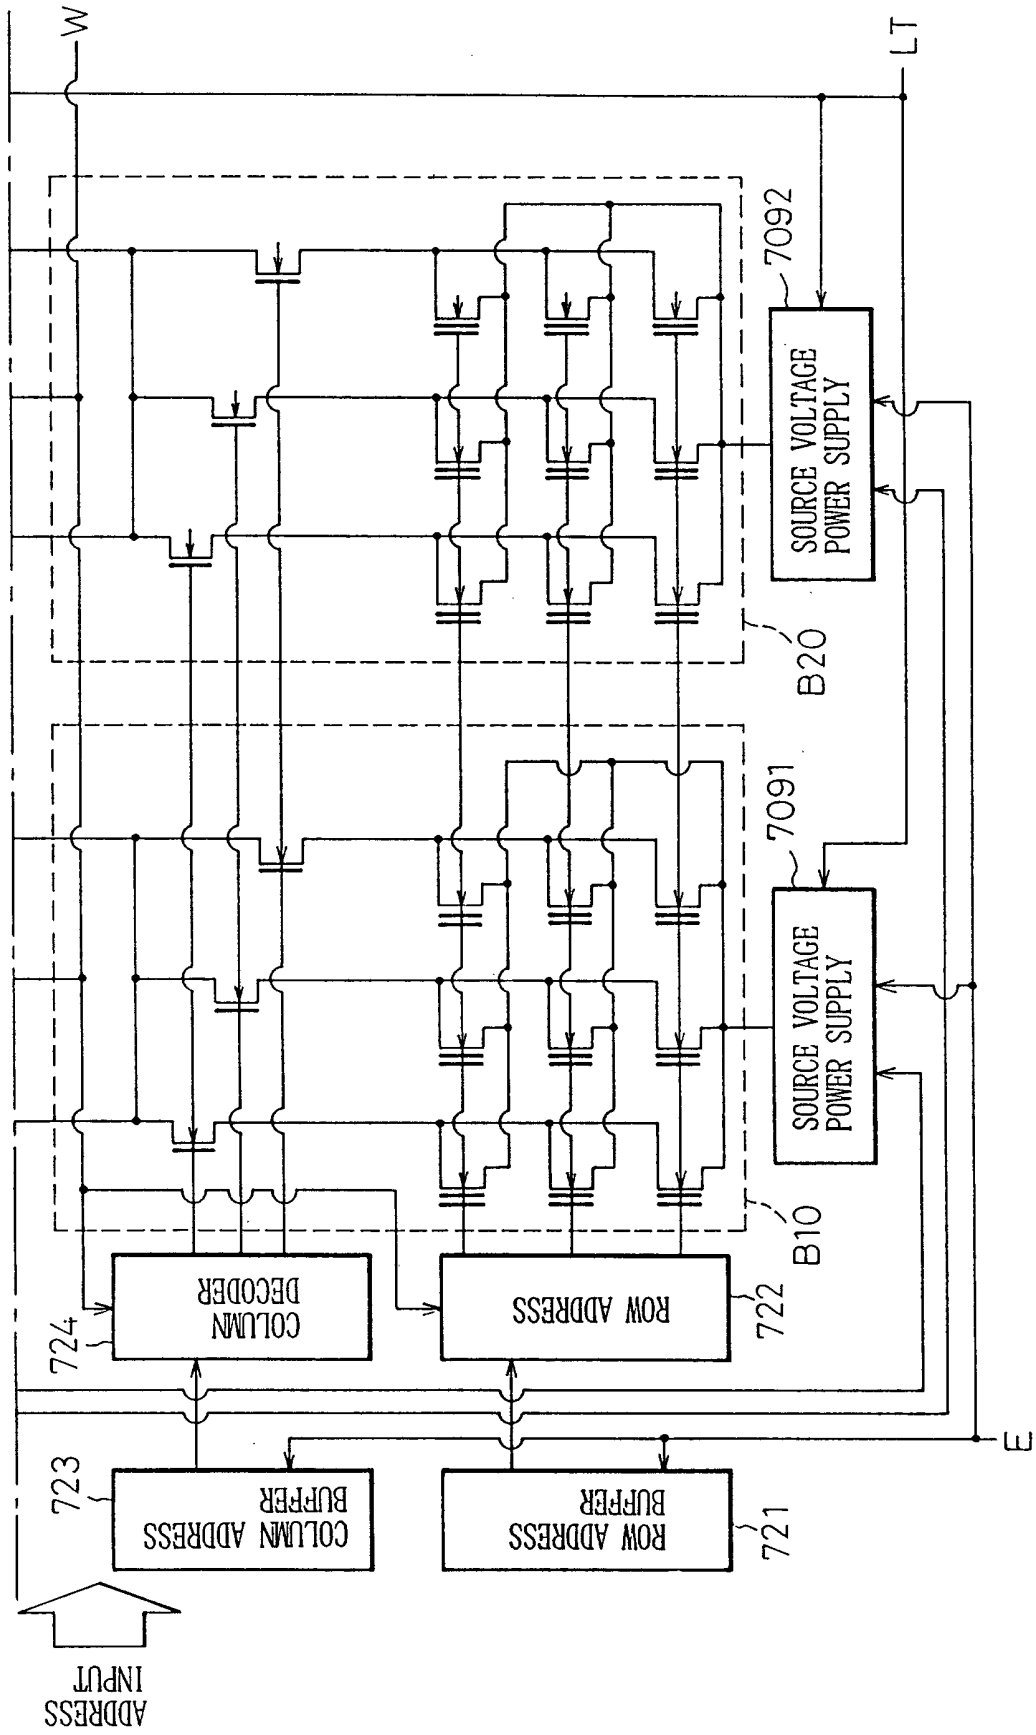 ADDRESS
INPUT
723
COLUMN ADDRESS
BUFFER
721
ROW ADDRESS
BUFFER
724
COLUMN
DECODER
722
ROW ADDRESS
B10
B20
7091
SOURCE VOLTAGE
POWER SUPPLY
7092
SOURCE VOLTAGE
POWER SUPPLY
W
LT
E